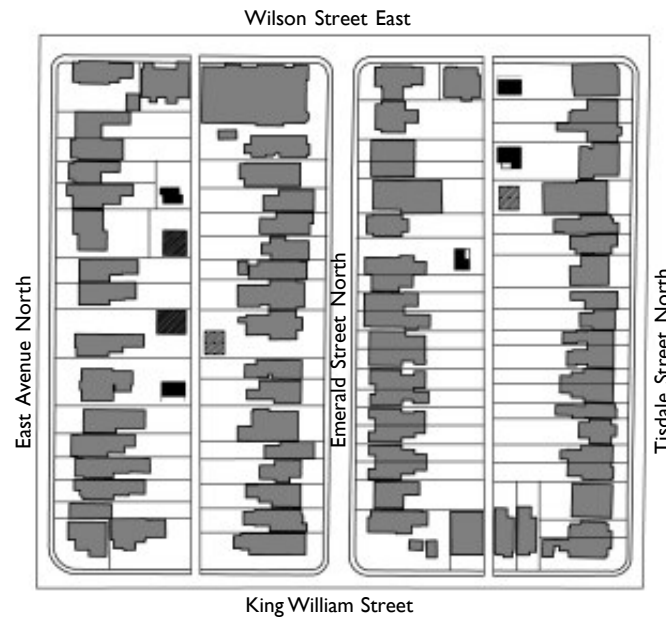 Wilson Street East
East Avenue North
Emerald Street North
Tisdale Street North
King William Street